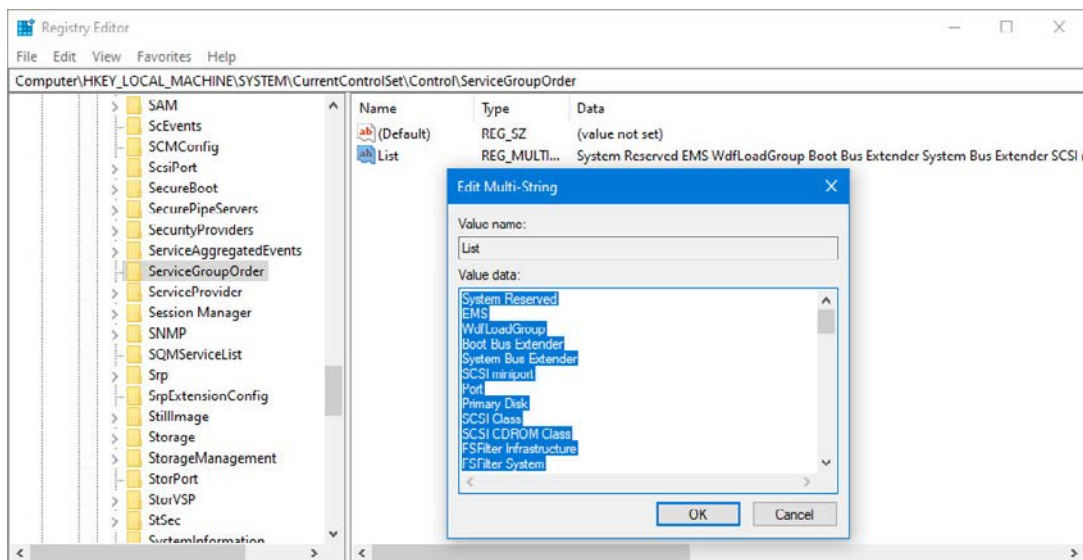 Registry Editor
File Edit View Favorites Help
Computer\HKEY_LOCAL_MACHINE\SYSTEM\CurrentControlSet\Control\ServiceGroupOrder
SAM
ScEvents
SCMConfig
ScsiPort
SecureBoot
SecurePipeServers
SecurityProviders
ServiceAggregatedEvents
ServiceGroupOrder
ServiceProvider
Session Manager
SNMP
SQMServiceList
Srp
SrpExtensionConfig
StillImage
Storage
StorageManagement
StorPort
StorVSP
StSec
SystemInformation
Name Type Data
ab (Default) REG_SZ (value not set)
ab List REG_MULTI... System Reserved EMS WdfLoadGroup Boot Bus Extender System Bus Extender SCSI
Edit Multi-String
Value name:
List
Value data:
System Reserved
EMS
WdfLoadGroup
Boot Bus Extender
System Bus Extender
SCSI miniport
Port
Primary Disk
SCSI Class
SCSI CDROM Class
FSFilter Infrastructure
FSFilter System
OK Cancel